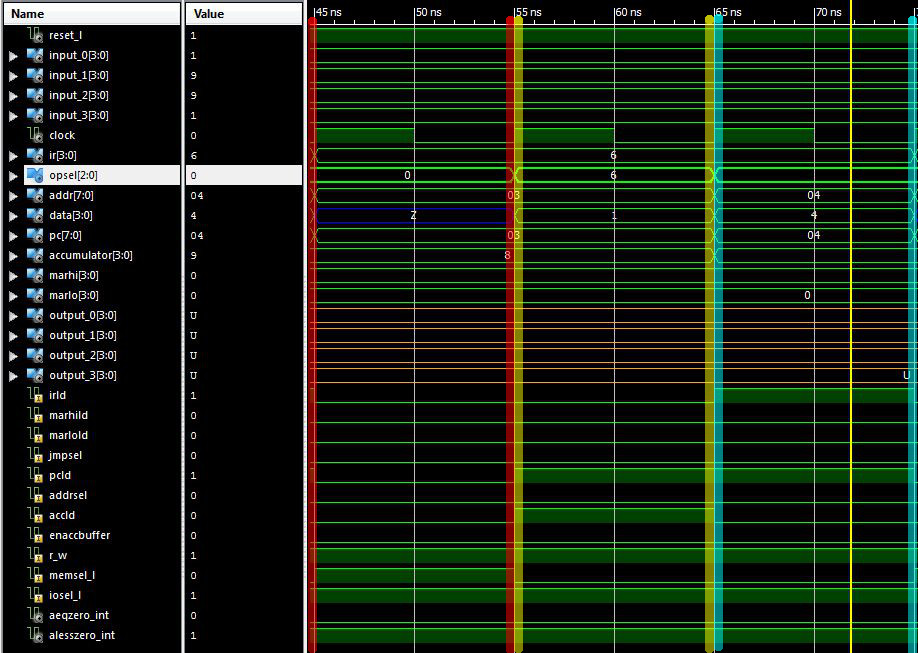 Name Value 45 ns 50 ns 55 ns 60 ns 65 ns 70 ns
reset_l 1
input_0[3:0] 1
input_1[3:0] 9
input_2[3:0] 9
input_3[3:0] 1
clock 0
ir[3:0] 6 6
opsel[2:0] 0 0 6
addr[7:0] 04 03 04
data[3:0] 4 Z 1 4
pc[7:0] 04 03 04
accumulator[3:0] 9 8
marhi[3:0] 0
marlo[3:0] 0 0
output_0[3:0] U
output_1[3:0] U
output_2[3:0] U
output_3[3:0] U U
irld 1
marhild 0
marlold 0
jmpsel 0
pcld 1
addrsel 0
accld 0
enaccbuffer 0
r_w 1
memsel_l 0
iosel_l 1
aeqzero_int 0
alesszero_int 1